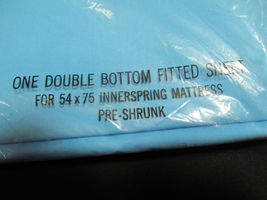 ONE DOUBLE BOTTOM FITTED SHEET
FOR 54 x 75 INNERSPRING MATTRESS
PRE-SHRUNK